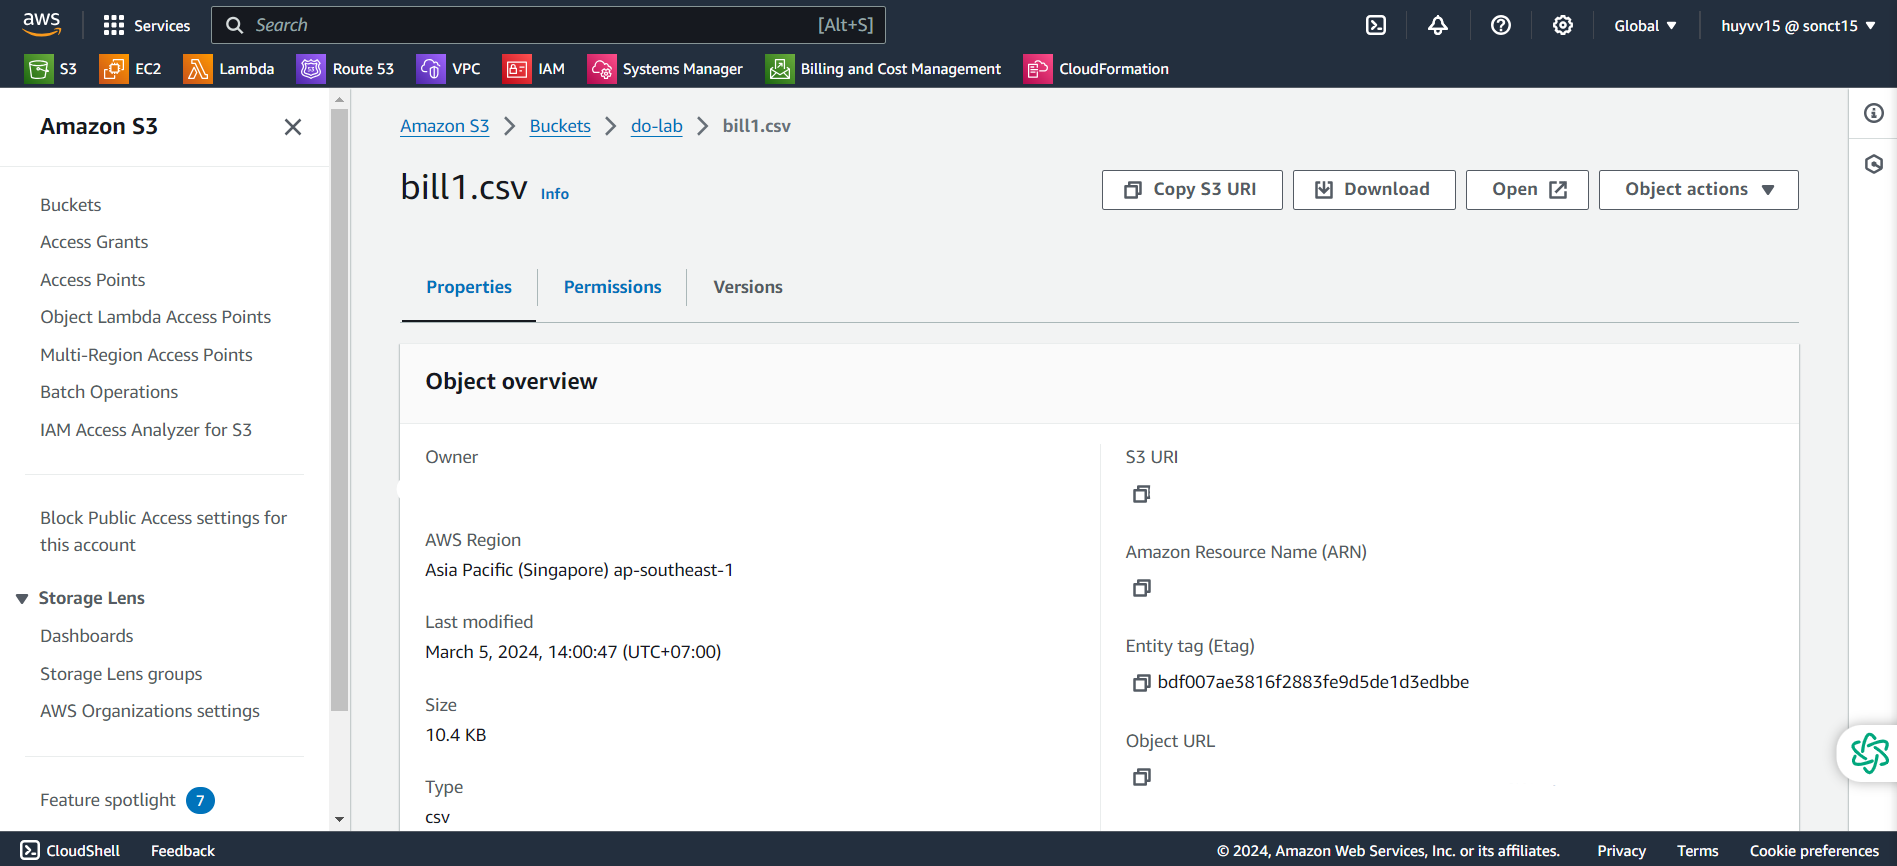 aws
Services
Search
[Alt+S]
Global
huyvv15 @ sonct15
S3
EC2
Lambda
Route 53
VPC
IAM
Systems Manager
Billing and Cost Management
CloudFormation
Amazon S3
Buckets
Access Grants
Access Points
Object Lambda Access Points
Multi-Region Access Points
Batch Operations
IAM Access Analyzer for S3
Block Public Access settings for
this account
Storage Lens
Dashboards
Storage Lens groups
AWS Organizations settings
Feature spotlight 7
Amazon S3
Buckets
do-lab
bill1.csv
bill1.csv
Info
Copy S3 URI
Download
Open
Object actions
Properties
Permissions
Versions
Object overview
Owner
AWS Region
Asia Pacific (Singapore) ap-southeast-1
Last modified
March 5, 2024, 14:00:47 (UTC+07:00)
Size
10.4 KB
Type
csv
S3 URI
Amazon Resource Name (ARN)
Entity tag (Etag)
bdf007ae3816f2883fe9d5de1d3edbbe
Object URL
CloudShell
Feedback
© 2024, Amazon Web Services, Inc. or its affiliates.
Privacy
Terms
Cookie preferences